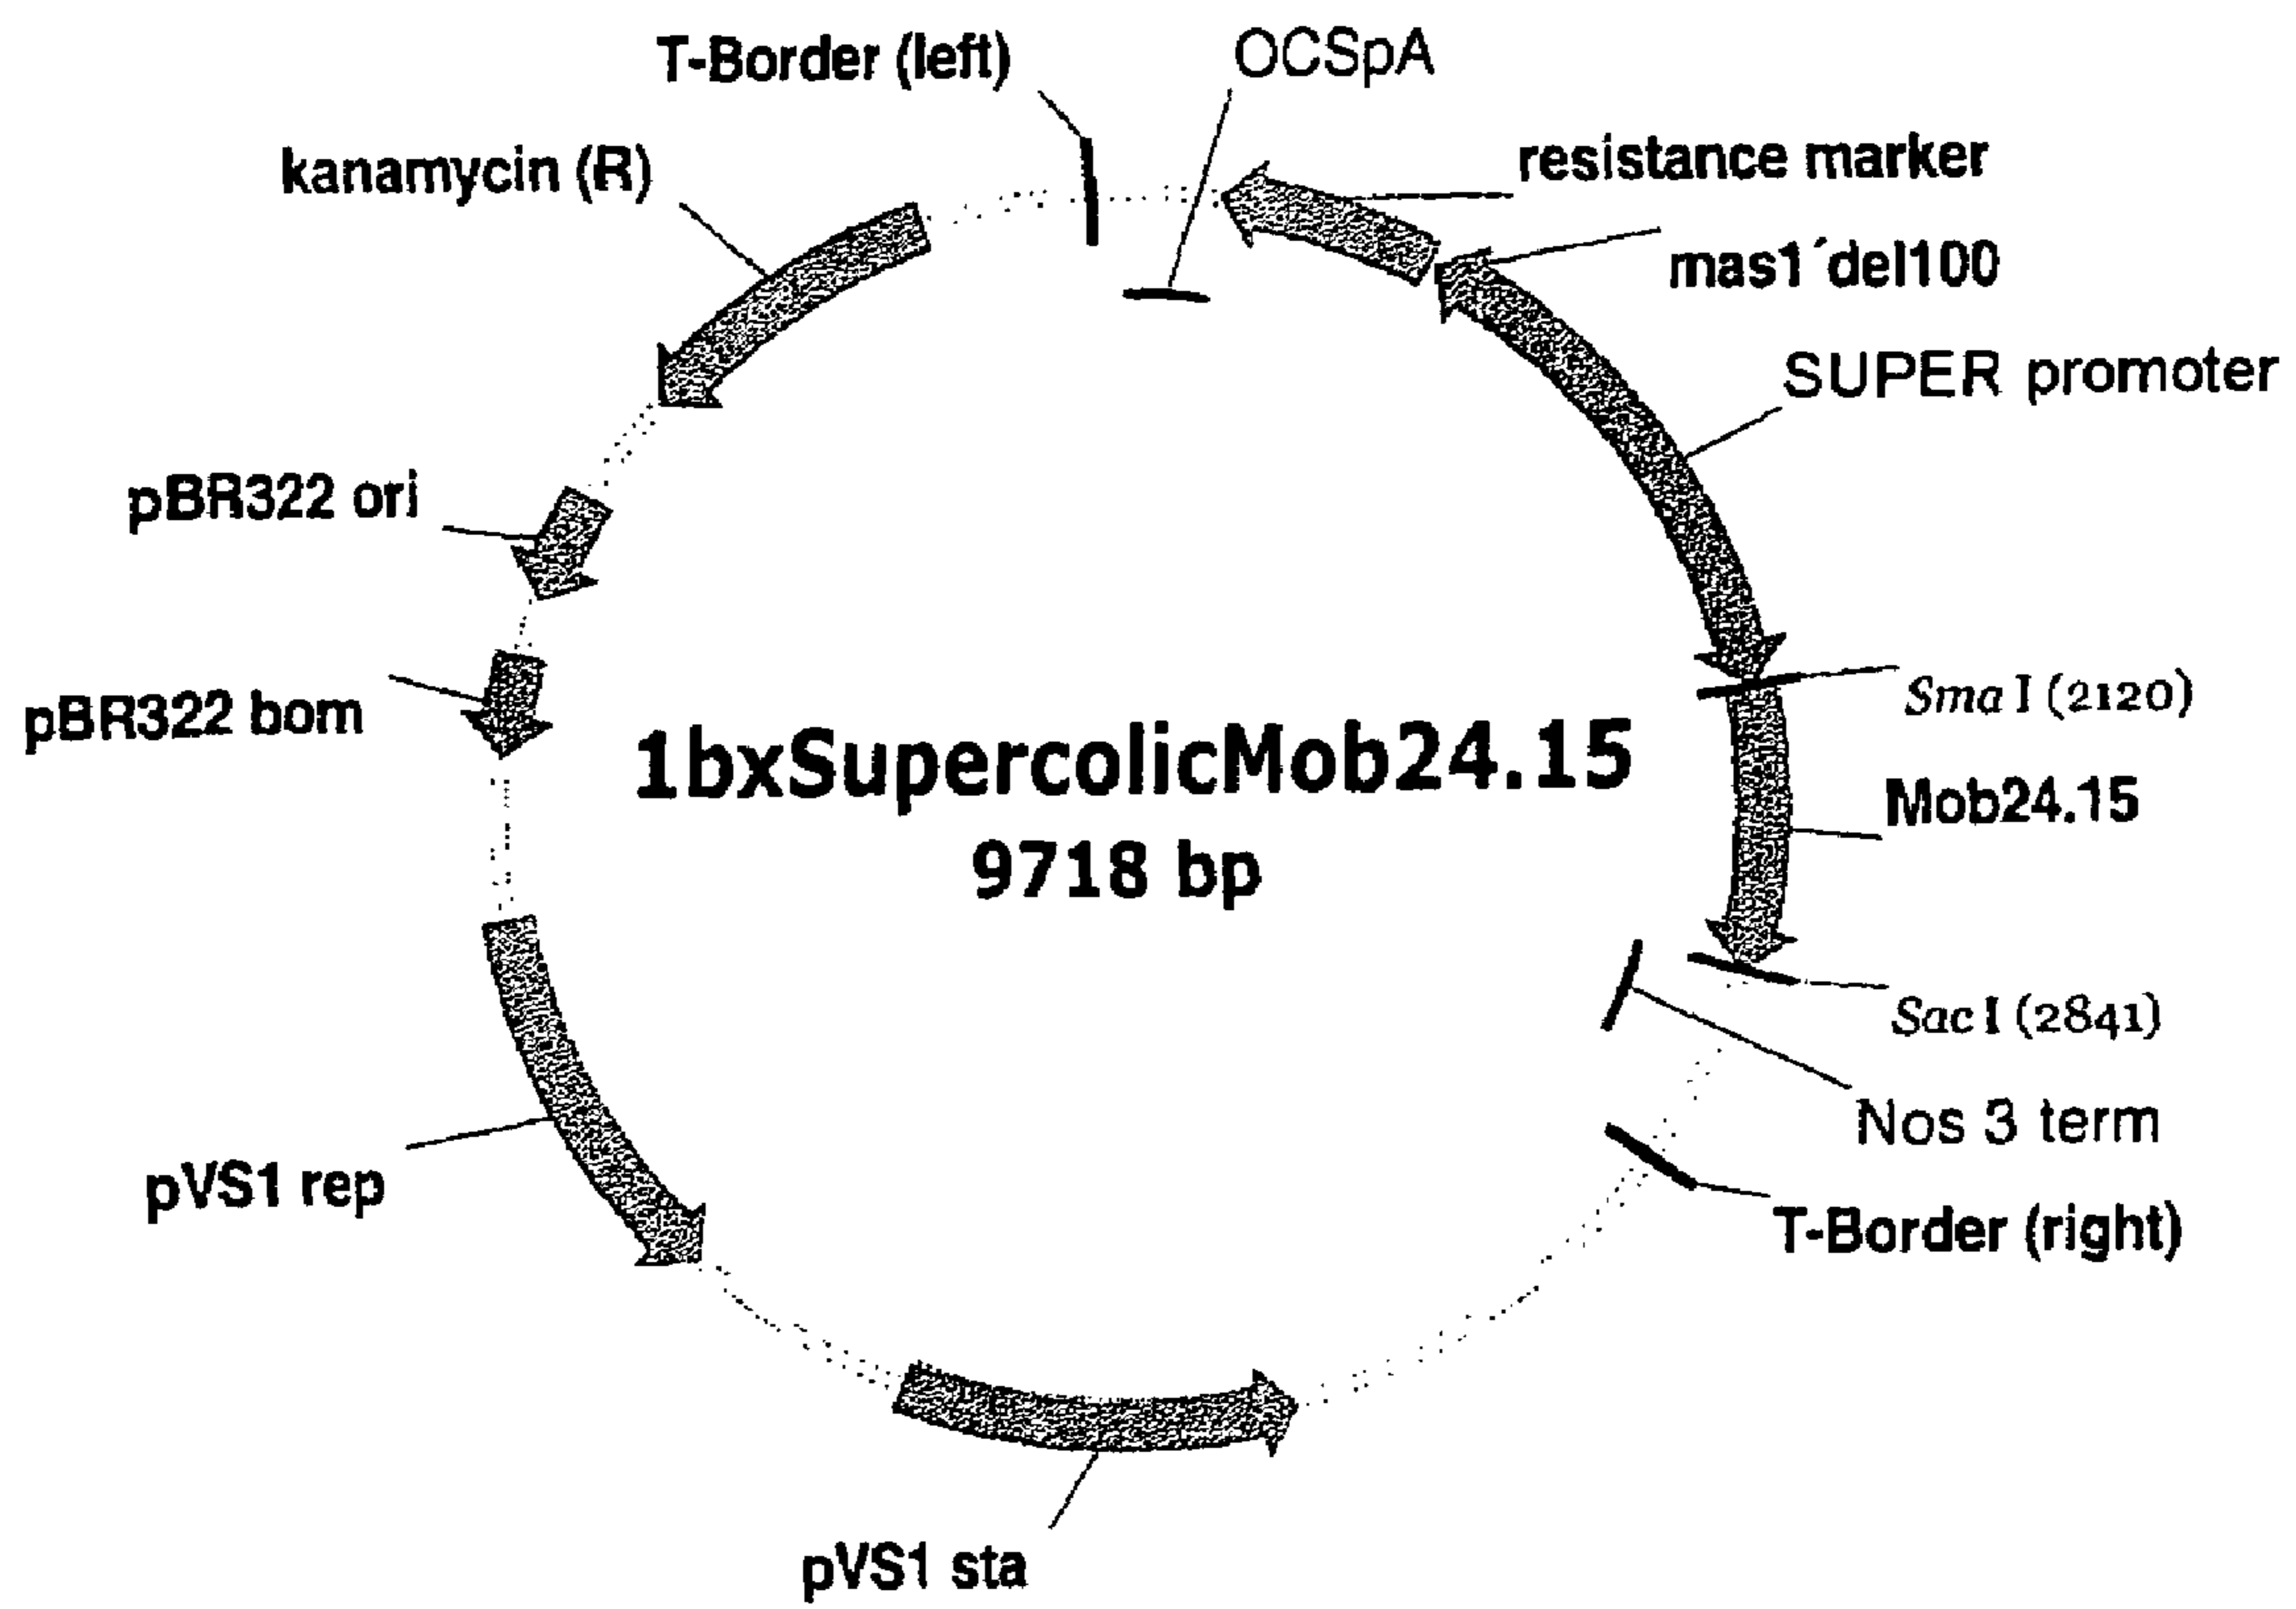 T-Border (left)
OCSpA
kanamycin (R)
resistance marker
mas1´del100
SUPER promoter
pBR322 ori
SmaI (2120)
pBR322 bom
1bxSupercolicMob24.15
Mob24.15
9718 bp
SacI (2841)
Nos 3 term
pVS1 rep
T-Border (right)
pVS1 sta